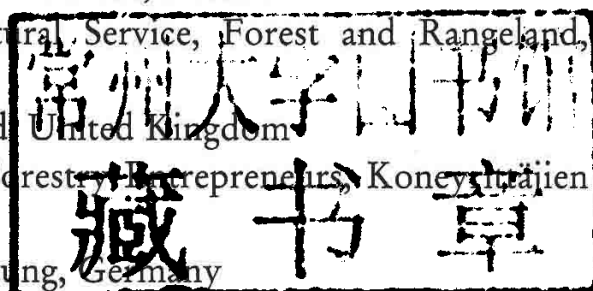 tural Service, Forest and Rangeland,
常州大学图书馆
d, United Kingdom
orestry Entrepreneurs, Koneyrittäjien
藏书章
ung, Germany